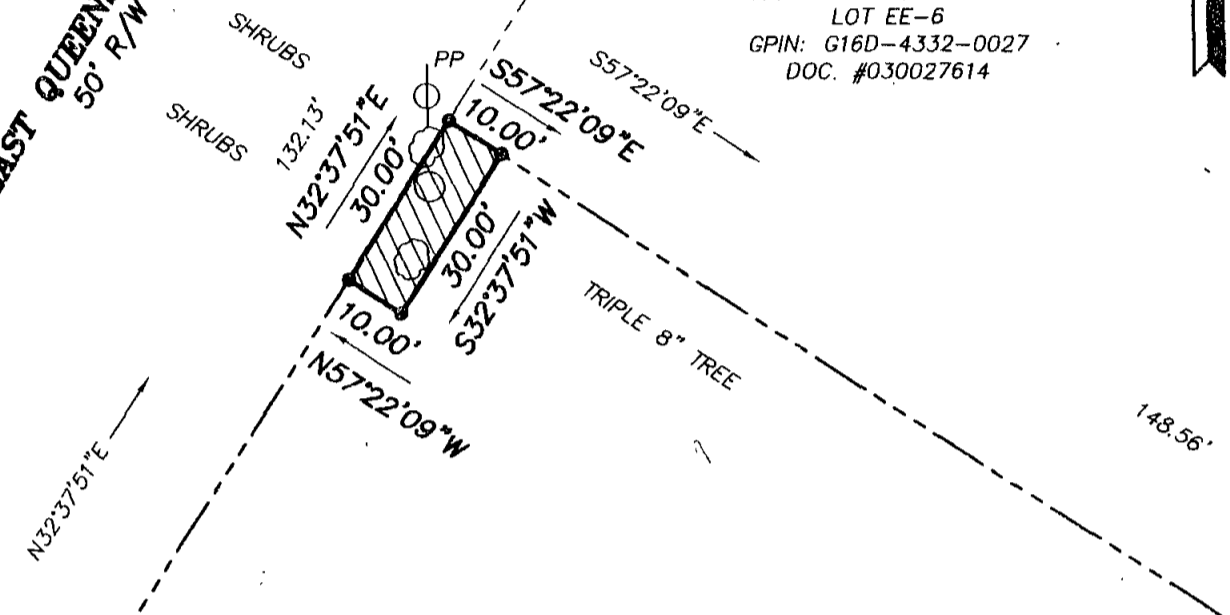 EAST QUEEN
50' R/W
SHRUBS
SHRUBS
PP
LOT EE-6
GPIN: G16D-4332-0027
DOC. #030027614
S57°22'09"E
S57°22'09"E
10.00'
132.13'
N32°37'51"E
30.00'
30.00'
S32°37'51"W
10.00'
N57°22'09"W
TRIPLE 8" TREE
148.56'
N32°37'51"E